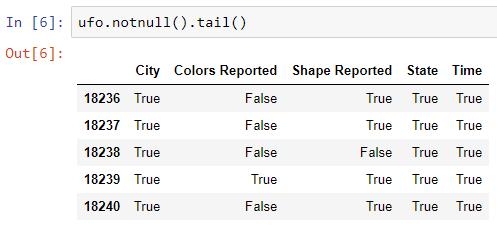 In [6]: ufo.notnull().tail()
Out[6]:
City Colors Reported Shape Reported State Time
18236 True False True True True
18237 True False True True True
18238 True False False True True
18239 True True True True True
18240 True False True True True